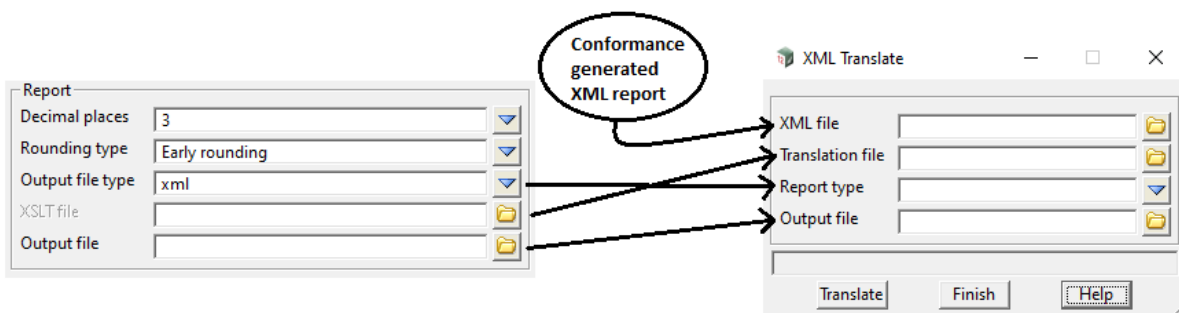 Report
Decimal places 3
Rounding type Early rounding
Output file type xml
XSLT file
Output file
Conformance
generated
XML report
XML Translate
XML file
Translation file
Report type
Output file
Translate Finish Help